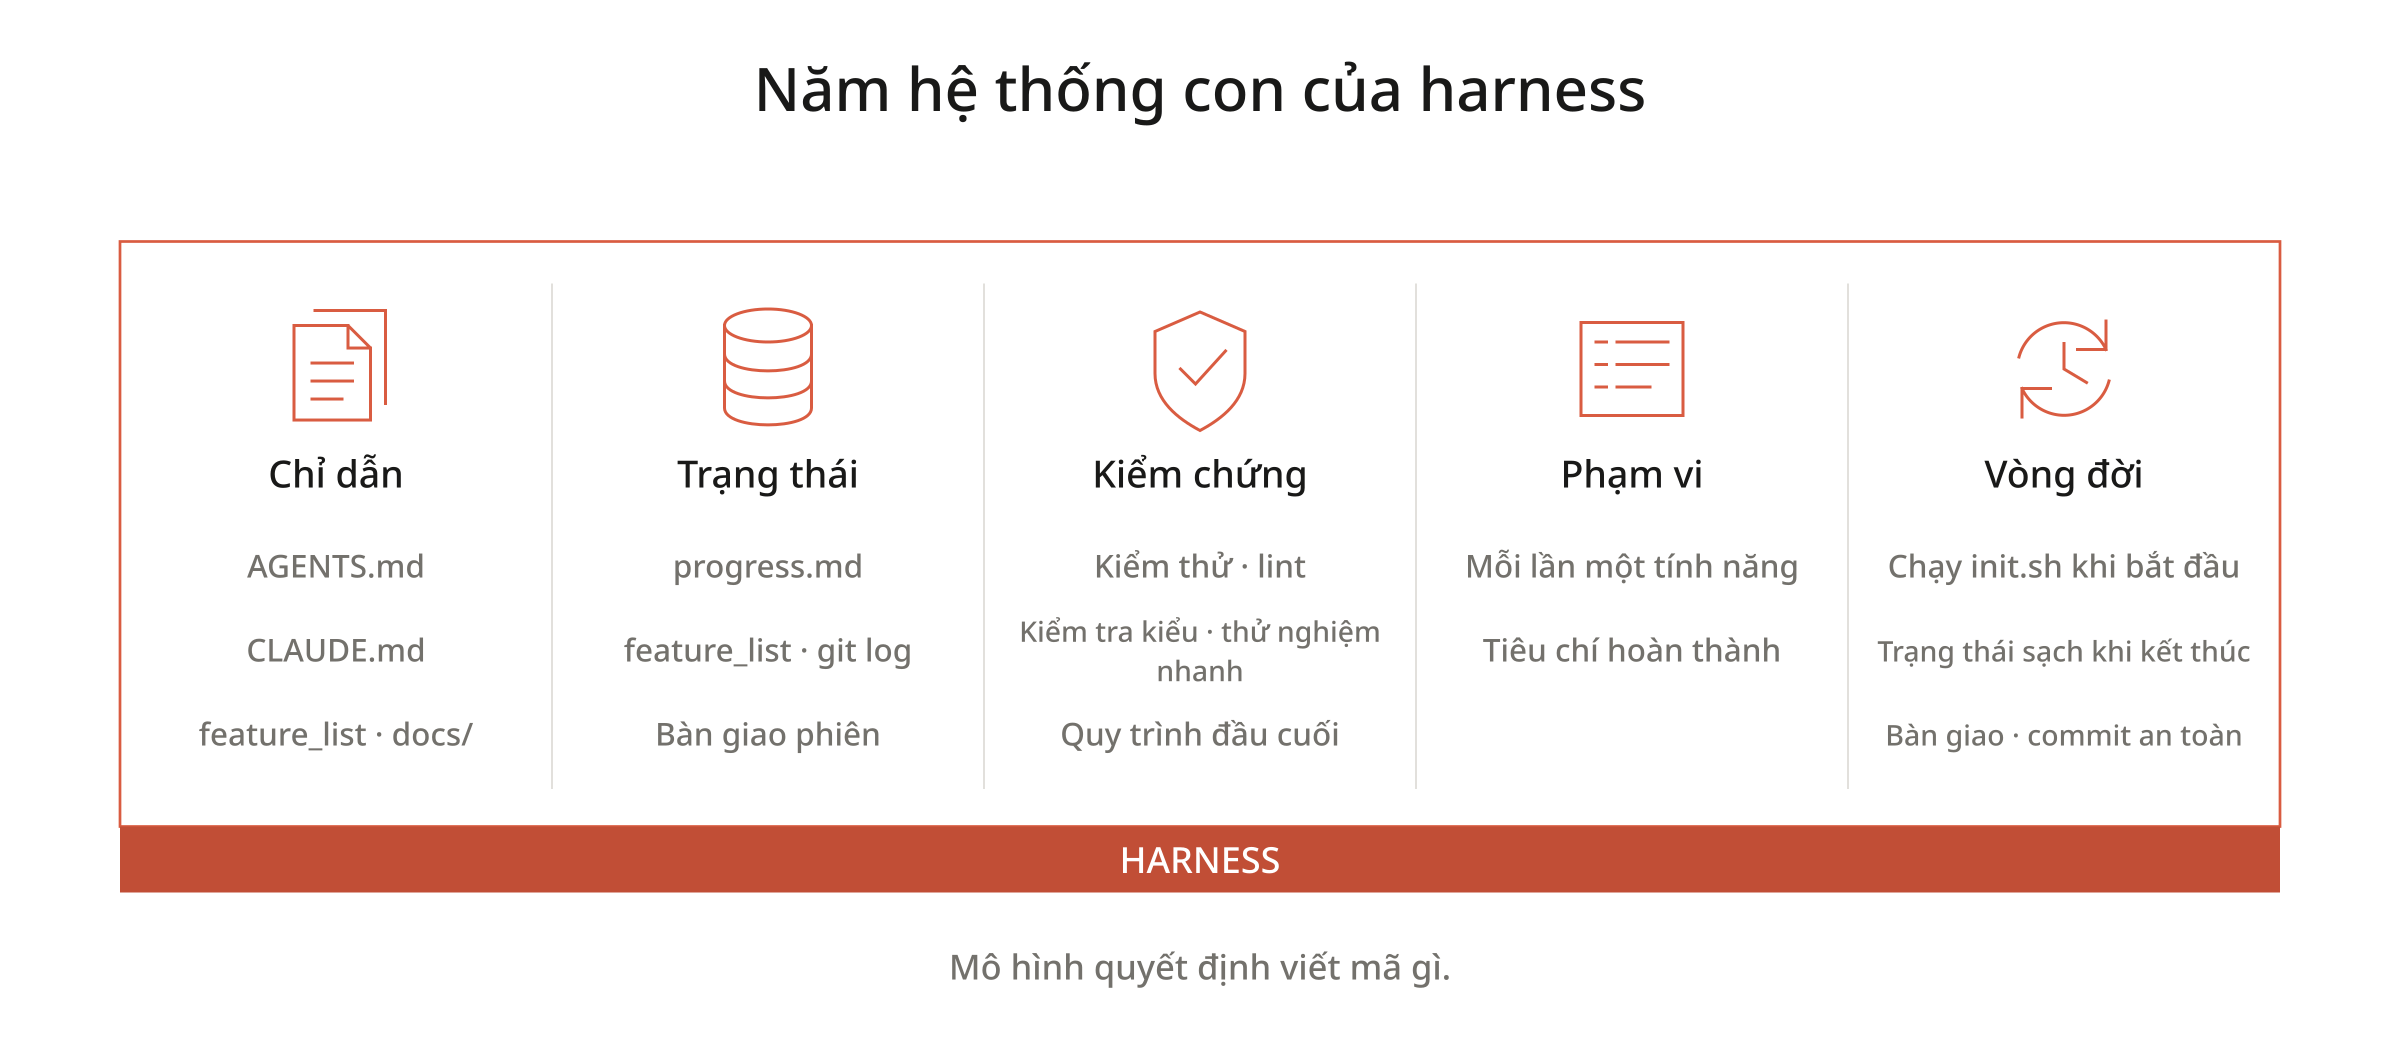 Năm hệ thống con của harness
Chỉ dẫn
AGENTS.md
CLAUDE.md
feature_list · docs/
Trạng thái
progress.md
feature_list · git log
Bàn giao phiên
Kiểm chứng
Kiểm thử · lint
Kiểm tra kiểu · thử nghiệm
nhanh
Quy trình đầu cuối
Phạm vi
Mỗi lần một tính năng
Tiêu chí hoàn thành
Vòng đời
Chạy init.sh khi bắt đầu
Trạng thái sạch khi kết thúc
Bàn giao · commit an toàn
HARNESS
Mô hình quyết định viết mã gì.